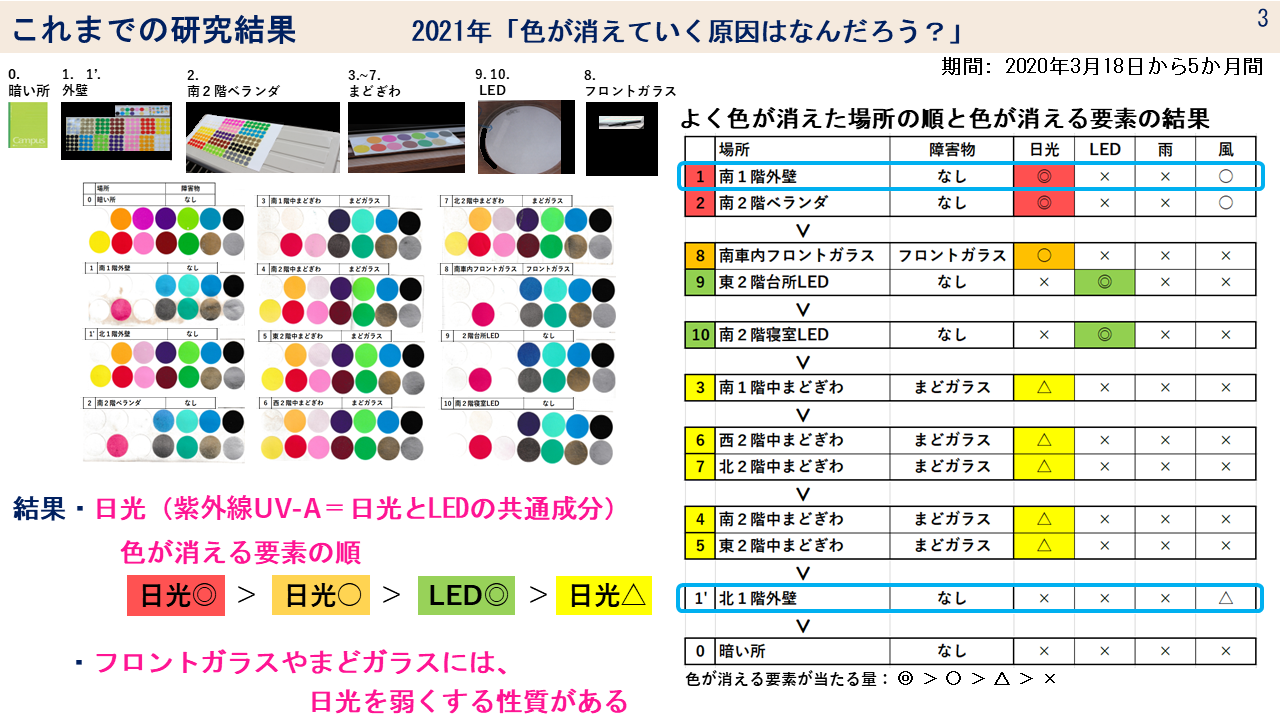 これまでの研究結果 2021年「色が消えていく原因はなんだろう？」 3
期間: 2020年3月18日から5か月間
0. 暗い所
1. 1’. 外壁
2. 南２階ベランダ
3.~7. まどぎわ
9. 10. LED
8. フロントガラス
Campus
場所 障害物
0 暗い所 なし
1 南１階外壁 なし
1’ 北１階外壁 なし
2 南２階ベランダ なし
3 南１階中まどぎわ まどガラス
4 南２階中まどぎわ まどガラス
5 東２階中まどぎわ まどガラス
6 西２階中まどぎわ まどガラス
7 北２階中まどぎわ まどガラス
8 南車内フロントガラス フロントガラス
9 ２階台所LED なし
10 南２階寝室LED なし
結果・日光（紫外線UV-A＝日光とLEDの共通成分）
色が消える要素の順
日光◎ ＞ 日光〇 ＞ LED◎ ＞ 日光△
・フロントガラスやまどガラスには、
日光を弱くする性質がある
よく色が消えた場所の順と色が消える要素の結果
場所 障害物 日光 LED 雨 風
1 南１階外壁 なし ◎ × × 〇
2 南２階ベランダ なし ◎ × × 〇
∨
8 南車内フロントガラス フロントガラス 〇 × × ×
9 東２階台所LED なし × ◎ × ×
∨
10 南２階寝室LED なし × ◎ × ×
∨
3 南１階中まどぎわ まどガラス △ × × ×
∨
6 西２階中まどぎわ まどガラス △ × × ×
7 北２階中まどぎわ まどガラス △ × × ×
∨
4 南２階中まどぎわ まどガラス △ × × ×
5 東２階中まどぎわ まどガラス △ × × ×
∨
1' 北１階外壁 なし × × × △
∨
0 暗い所 なし × × × ×
色が消える要素が当たる量：◎＞〇＞△＞×